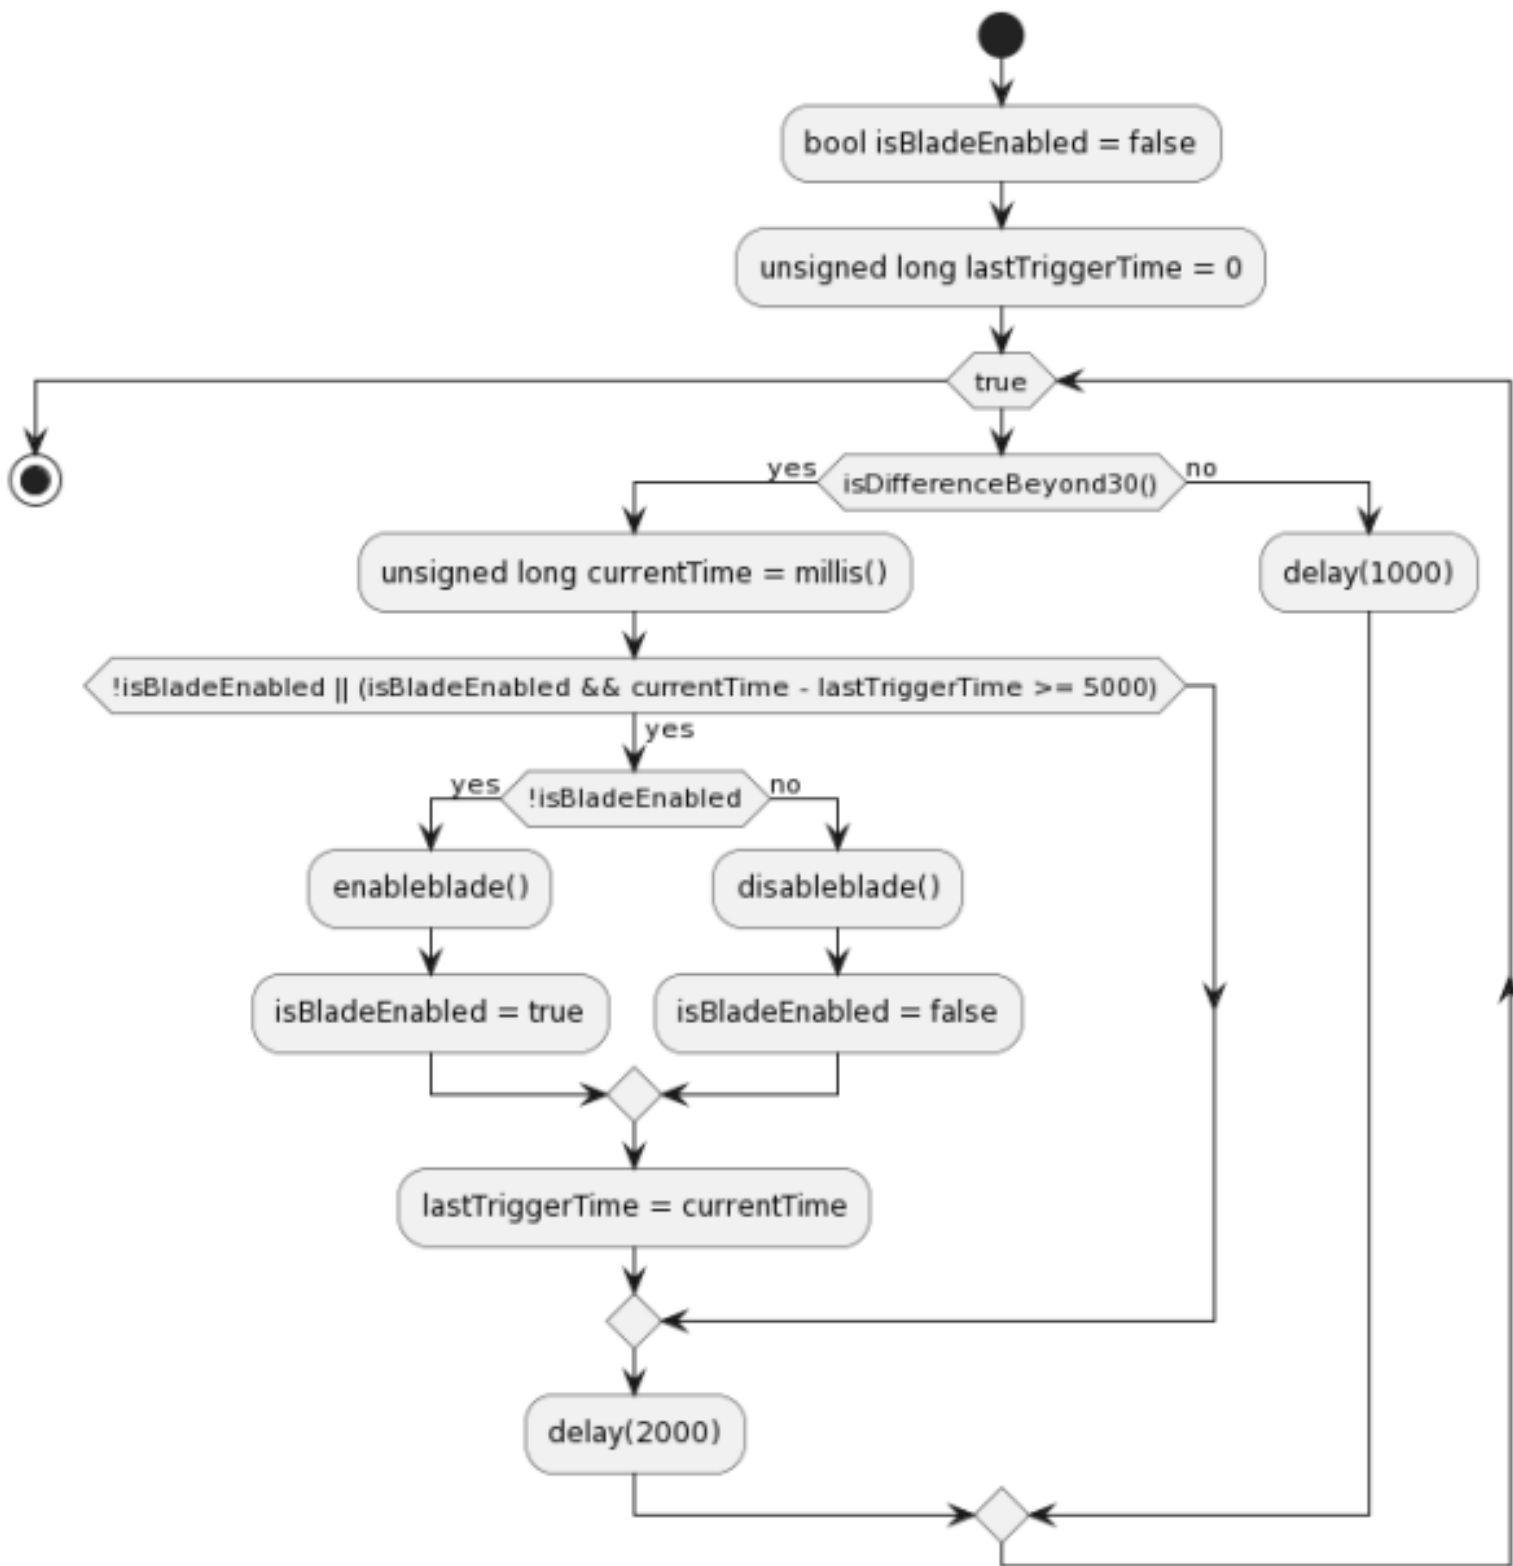 bool isBladeEnabled = false
unsigned long lastTriggerTime = 0
true
yes
isDifferenceBeyond30()
no
unsigned long currentTime = millis()
delay(1000)
!isBladeEnabled || (isBladeEnabled && currentTime - lastTriggerTime >= 5000)
yes
yes
!isBladeEnabled
no
enableblade()
disableblade()
isBladeEnabled = true
isBladeEnabled = false
lastTriggerTime = currentTime
delay(2000)